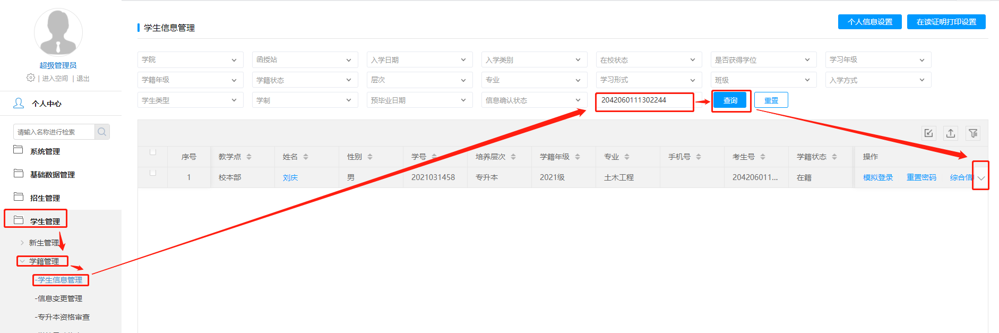 超级管理员
| 进入空间 | 退出
个人中心
请输入名称进行检索
系统管理
基础数据管理
招生管理
学生管理
新生管理
学籍管理
-学生信息管理
-信息变更管理
-专升本资格审查
学生信息管理
个人信息设置 在读证明打印设置
学院 函授站 入学日期 入学类别 在校状态 是否获得学位 学习年级
学籍年级 学籍状态 层次 专业 学习形式 班级 入学方式
学生类型 学制 预毕业日期 信息确认状态 2042060111302244 查询 重置
序号 教学点 姓名 性别 学号 培养层次 学籍年级 专业 手机号 考生号 学籍状态 操作
1 校本部 刘庆 男 2021031458 专升本 2021级 土木工程 204206011... 在籍 模拟登录 重置密码 综合信